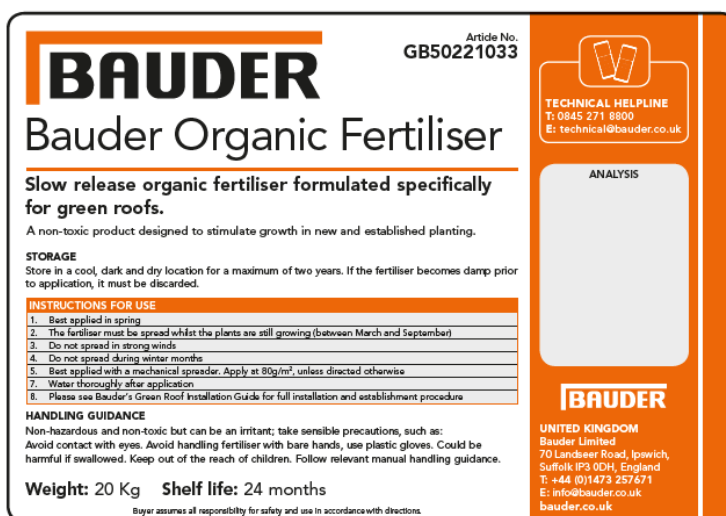 BAUDER
Article No.
GB50221033
Bauder Organic Fertiliser
Slow release organic fertiliser formulated specifically
for green roofs.
A non-toxic product designed to stimulate growth in new and established planting.
STORAGE
Store in a cool, dark and dry location for a maximum of two years. If the fertiliser becomes damp prior
to application, it must be discarded.
INSTRUCTIONS FOR USE
1. Best applied in spring
2. The fertiliser must be spread whilst the plants are still growing (between March and September)
3. Do not spread in strong winds
4. Do not spread during winter months
5. Best applied with a mechanical spreader. Apply at 80g/m², unless directed otherwise
7. Water thoroughly after application
8. Please see Bauder's Green Roof Installation Guide for full installation and establishment procedure
HANDLING GUIDANCE
Non-hazardous and non-toxic but can be an irritant; take sensible precautions, such as:
Avoid contact with eyes. Avoid handling fertiliser with bare hands, use plastic gloves. Could be
harmful if swallowed. Keep out of the reach of children. Follow relevant manual handling guidance.
Weight: 20 Kg Shelf life: 24 months
Buyer assumes all responsibility for safety and use in accordance with directions.
TECHNICAL HELPLINE
T: 0845 271 8800
E: technical@bauder.co.uk
ANALYSIS
BAUDER
UNITED KINGDOM
Bauder Limited
70 Landseer Road, Ipswich,
Suffolk IP3 0DH, England
T: +44 (0)1473 257671
E: info@bauder.co.uk
bauder.co.uk